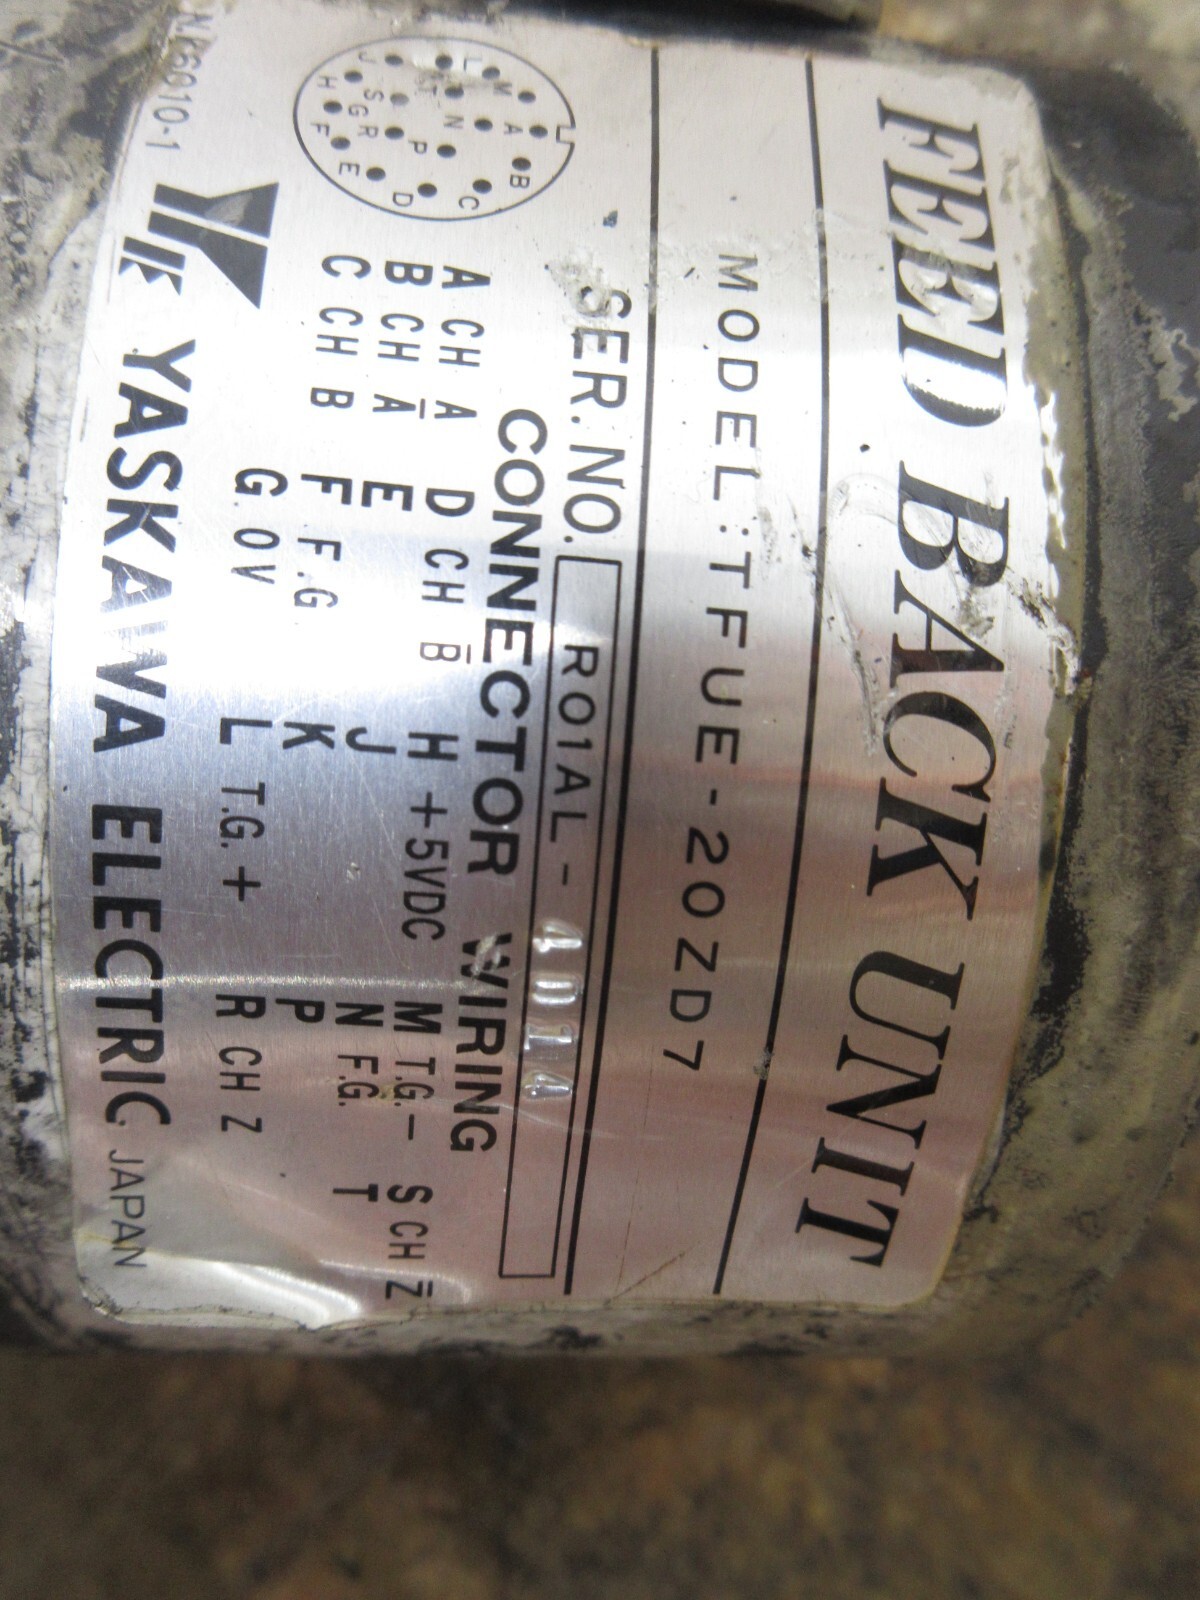 FEED BACK UNIT
MODEL:TFUE-20ZD7
SER.NO. R01AL-4014
CONNECTOR WIRING
A CH A D CH B̅ H +5VDC M T.G.- S CH Z̅
B CH A̅ E J N F.G. T
C CH B F F.G K P
G 0V L T.G.+ R CH Z
L M A B C D E F H J K T N P R S G
YASKAWA ELECTRIC JAPAN